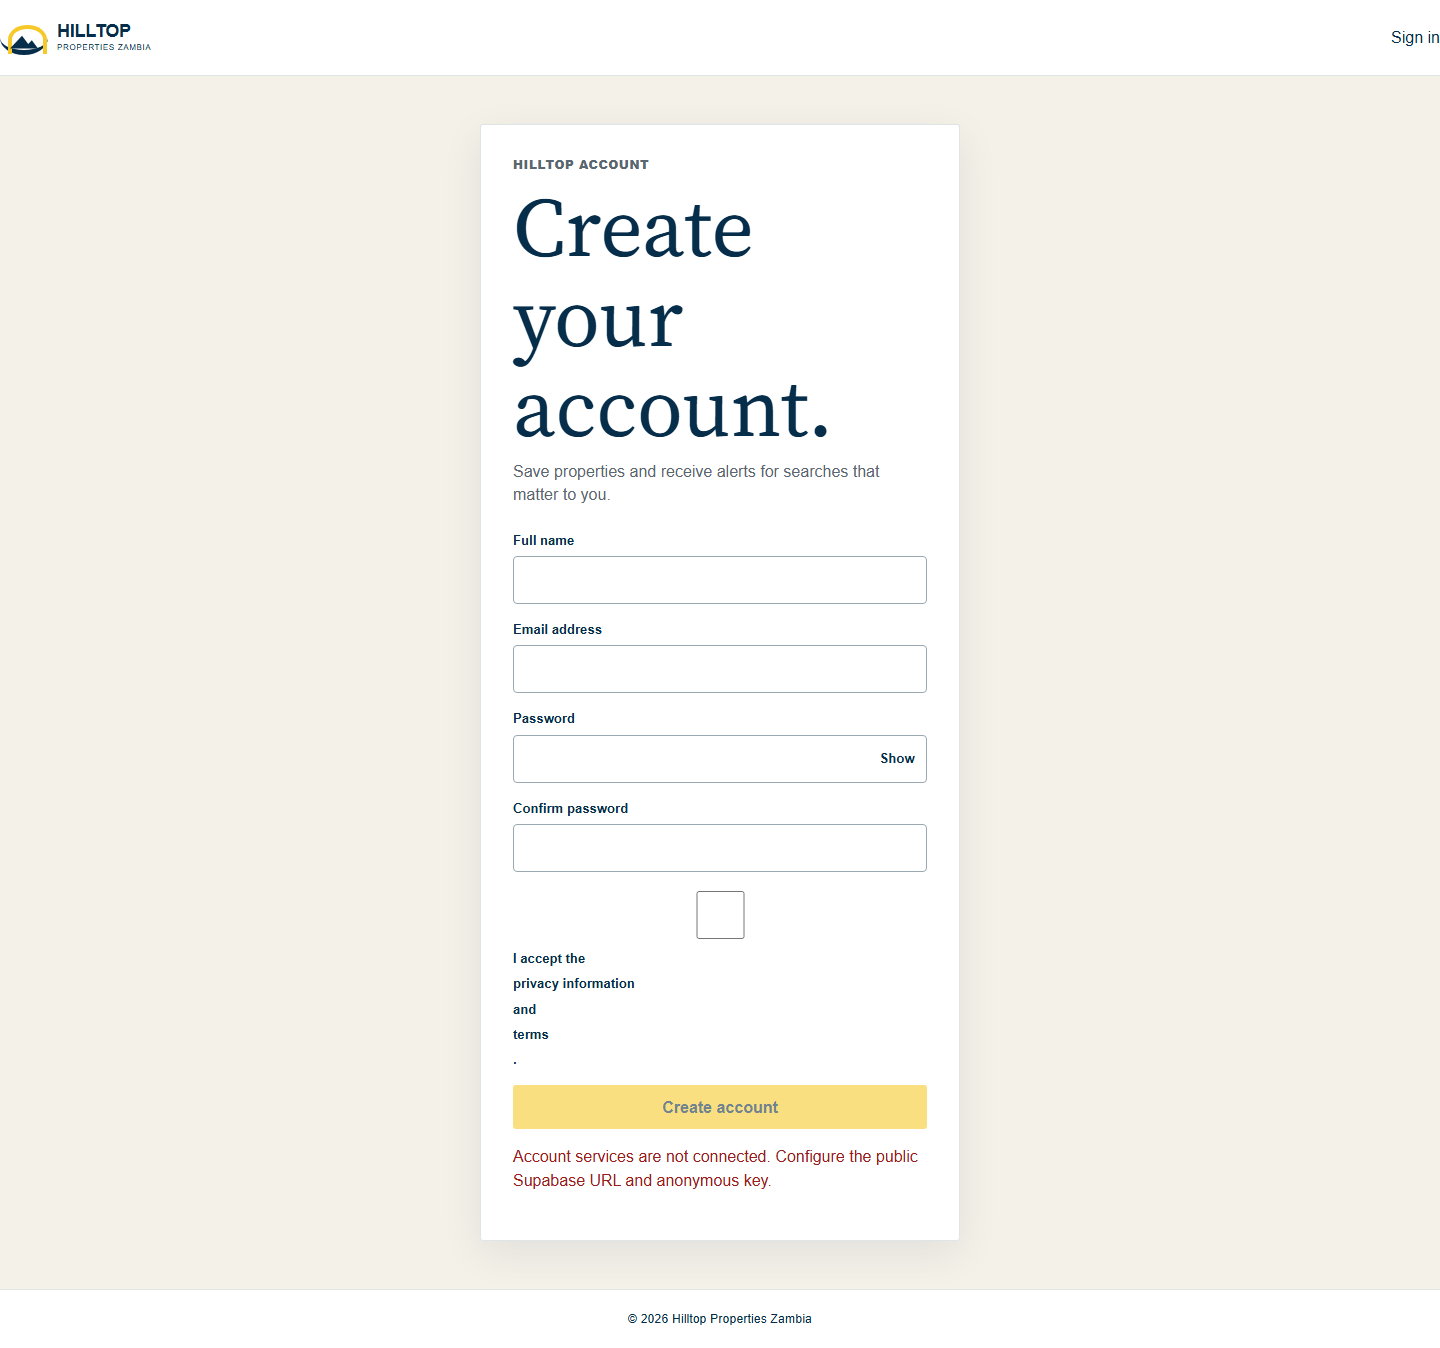 HILLTOP
PROPERTIES ZAMBIA
Sign in
HILLTOP ACCOUNT
Create
your
account.
Save properties and receive alerts for searches that
matter to you.
Full name
Email address
Password
Show
Confirm password
I accept the
privacy information
and
terms
.
Create account
Account services are not connected. Configure the public
Supabase URL and anonymous key.
© 2026 Hilltop Properties Zambia